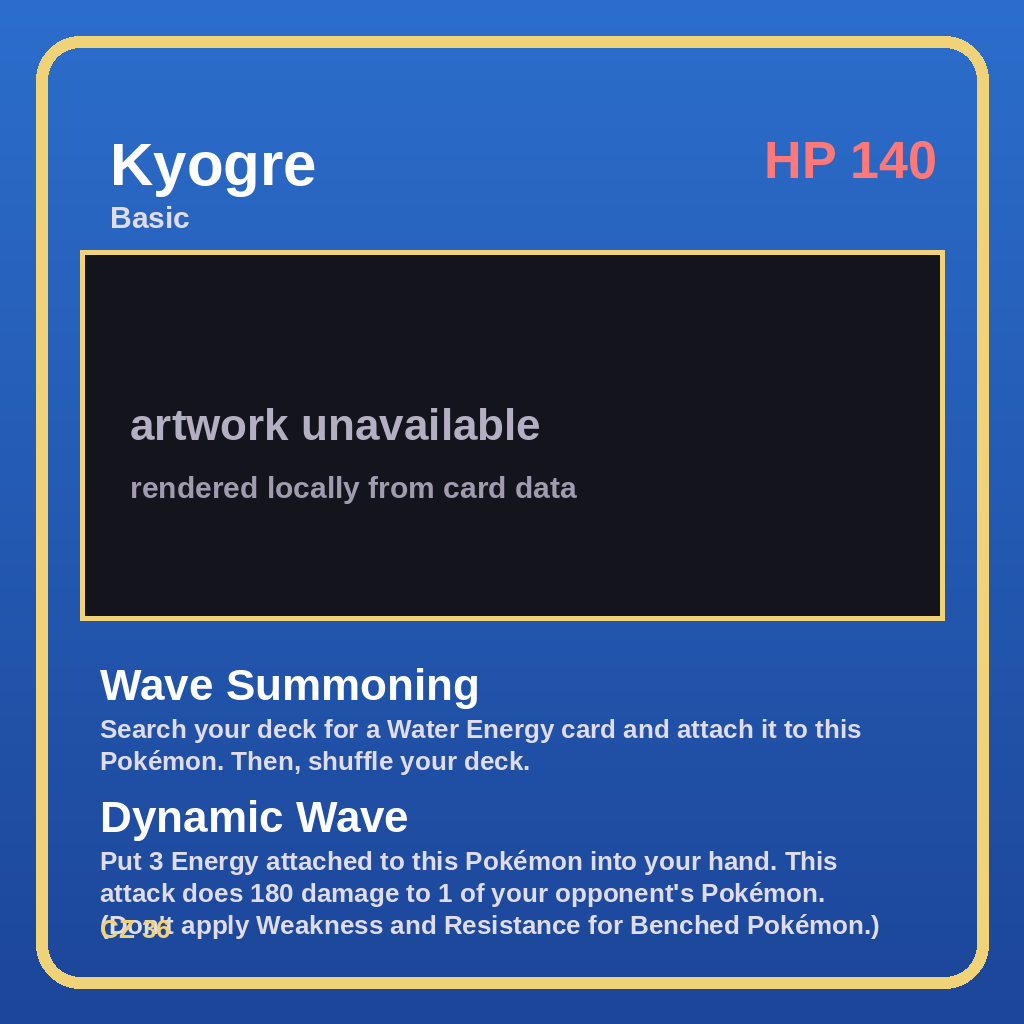 Kyogre
HP 140
Basic
artwork unavailable
rendered locally from card data
Wave Summoning
Search your deck for a Water Energy card and attach it to this
Pokémon. Then, shuffle your deck.
Dynamic Wave
Put 3 Energy attached to this Pokémon into your hand. This
attack does 180 damage to 1 of your opponent's Pokémon.
(Don't apply Weakness and Resistance for Benched Pokémon.)
CZ 36